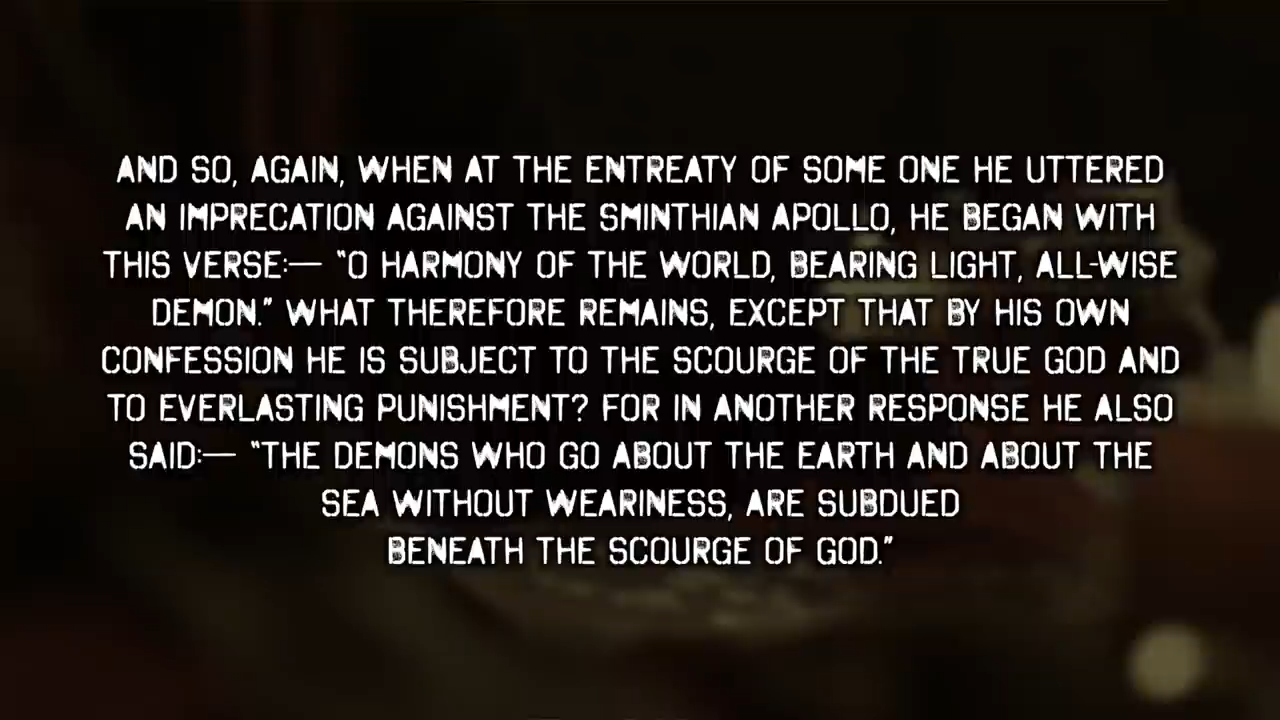 AND SO, AGAIN, WHEN AT THE ENTREATY OF SOME ONE HE UTTERED
AN IMPRECATION AGAINST THE SMINTHIAN APOLLO, HE BEGAN WITH
THIS VERSE:— “O HARMONY OF THE WORLD, BEARING LIGHT, ALL-WISE
DEMON.” WHAT THEREFORE REMAINS, EXCEPT THAT BY HIS OWN
CONFESSION HE IS SUBJECT TO THE SCOURGE OF THE TRUE GOD AND
TO EVERLASTING PUNISHMENT? FOR IN ANOTHER RESPONSE HE ALSO
SAID:— “THE DEMONS WHO GO ABOUT THE EARTH AND ABOUT THE
SEA WITHOUT WEARINESS, ARE SUBDUED
BENEATH THE SCOURGE OF GOD.”